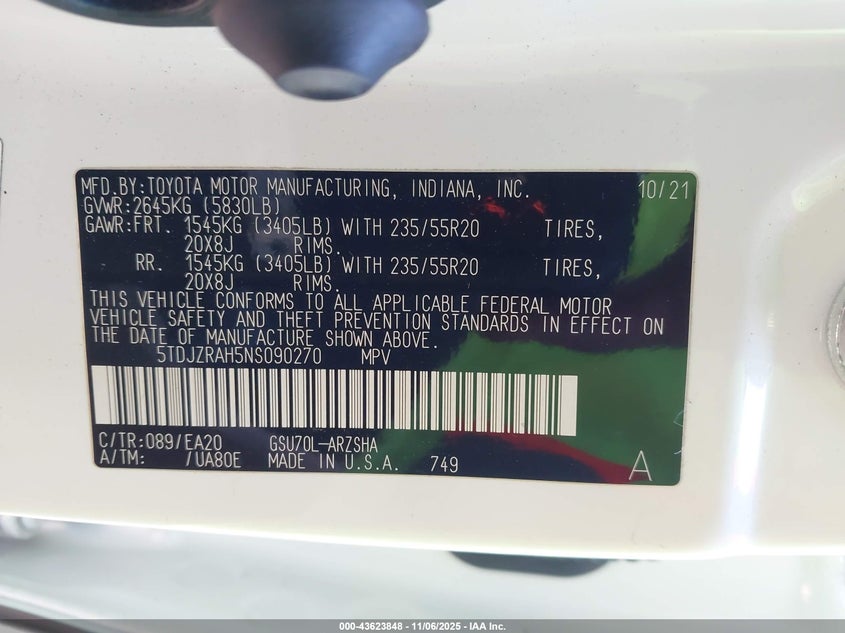 MFD.BY:TOYOTA MOTOR MANUFACTURING, INDIANA, INC. 10/21
GVWR:2645KG (5830LB)
GAWR:FRT. 1545KG (3405LB) WITH 235/55R20 TIRES,
20X8J RIMS.
RR. 1545KG (3405LB) WITH 235/55R20 TIRES,
20X8J RIMS.
THIS VEHICLE CONFORMS TO ALL APPLICABLE FEDERAL MOTOR
VEHICLE SAFETY AND THEFT PREVENTION STANDARDS IN EFFECT ON
THE DATE OF MANUFACTURE SHOWN ABOVE.
5TDJZRAH5NS090270 MPV
C/TR:089/EA20 GSU70L-ARZSHA
A/TM: /UA80E MADE IN U.S.A. 749 A
000-43623848 - 11/06/2025 - IAA Inc.